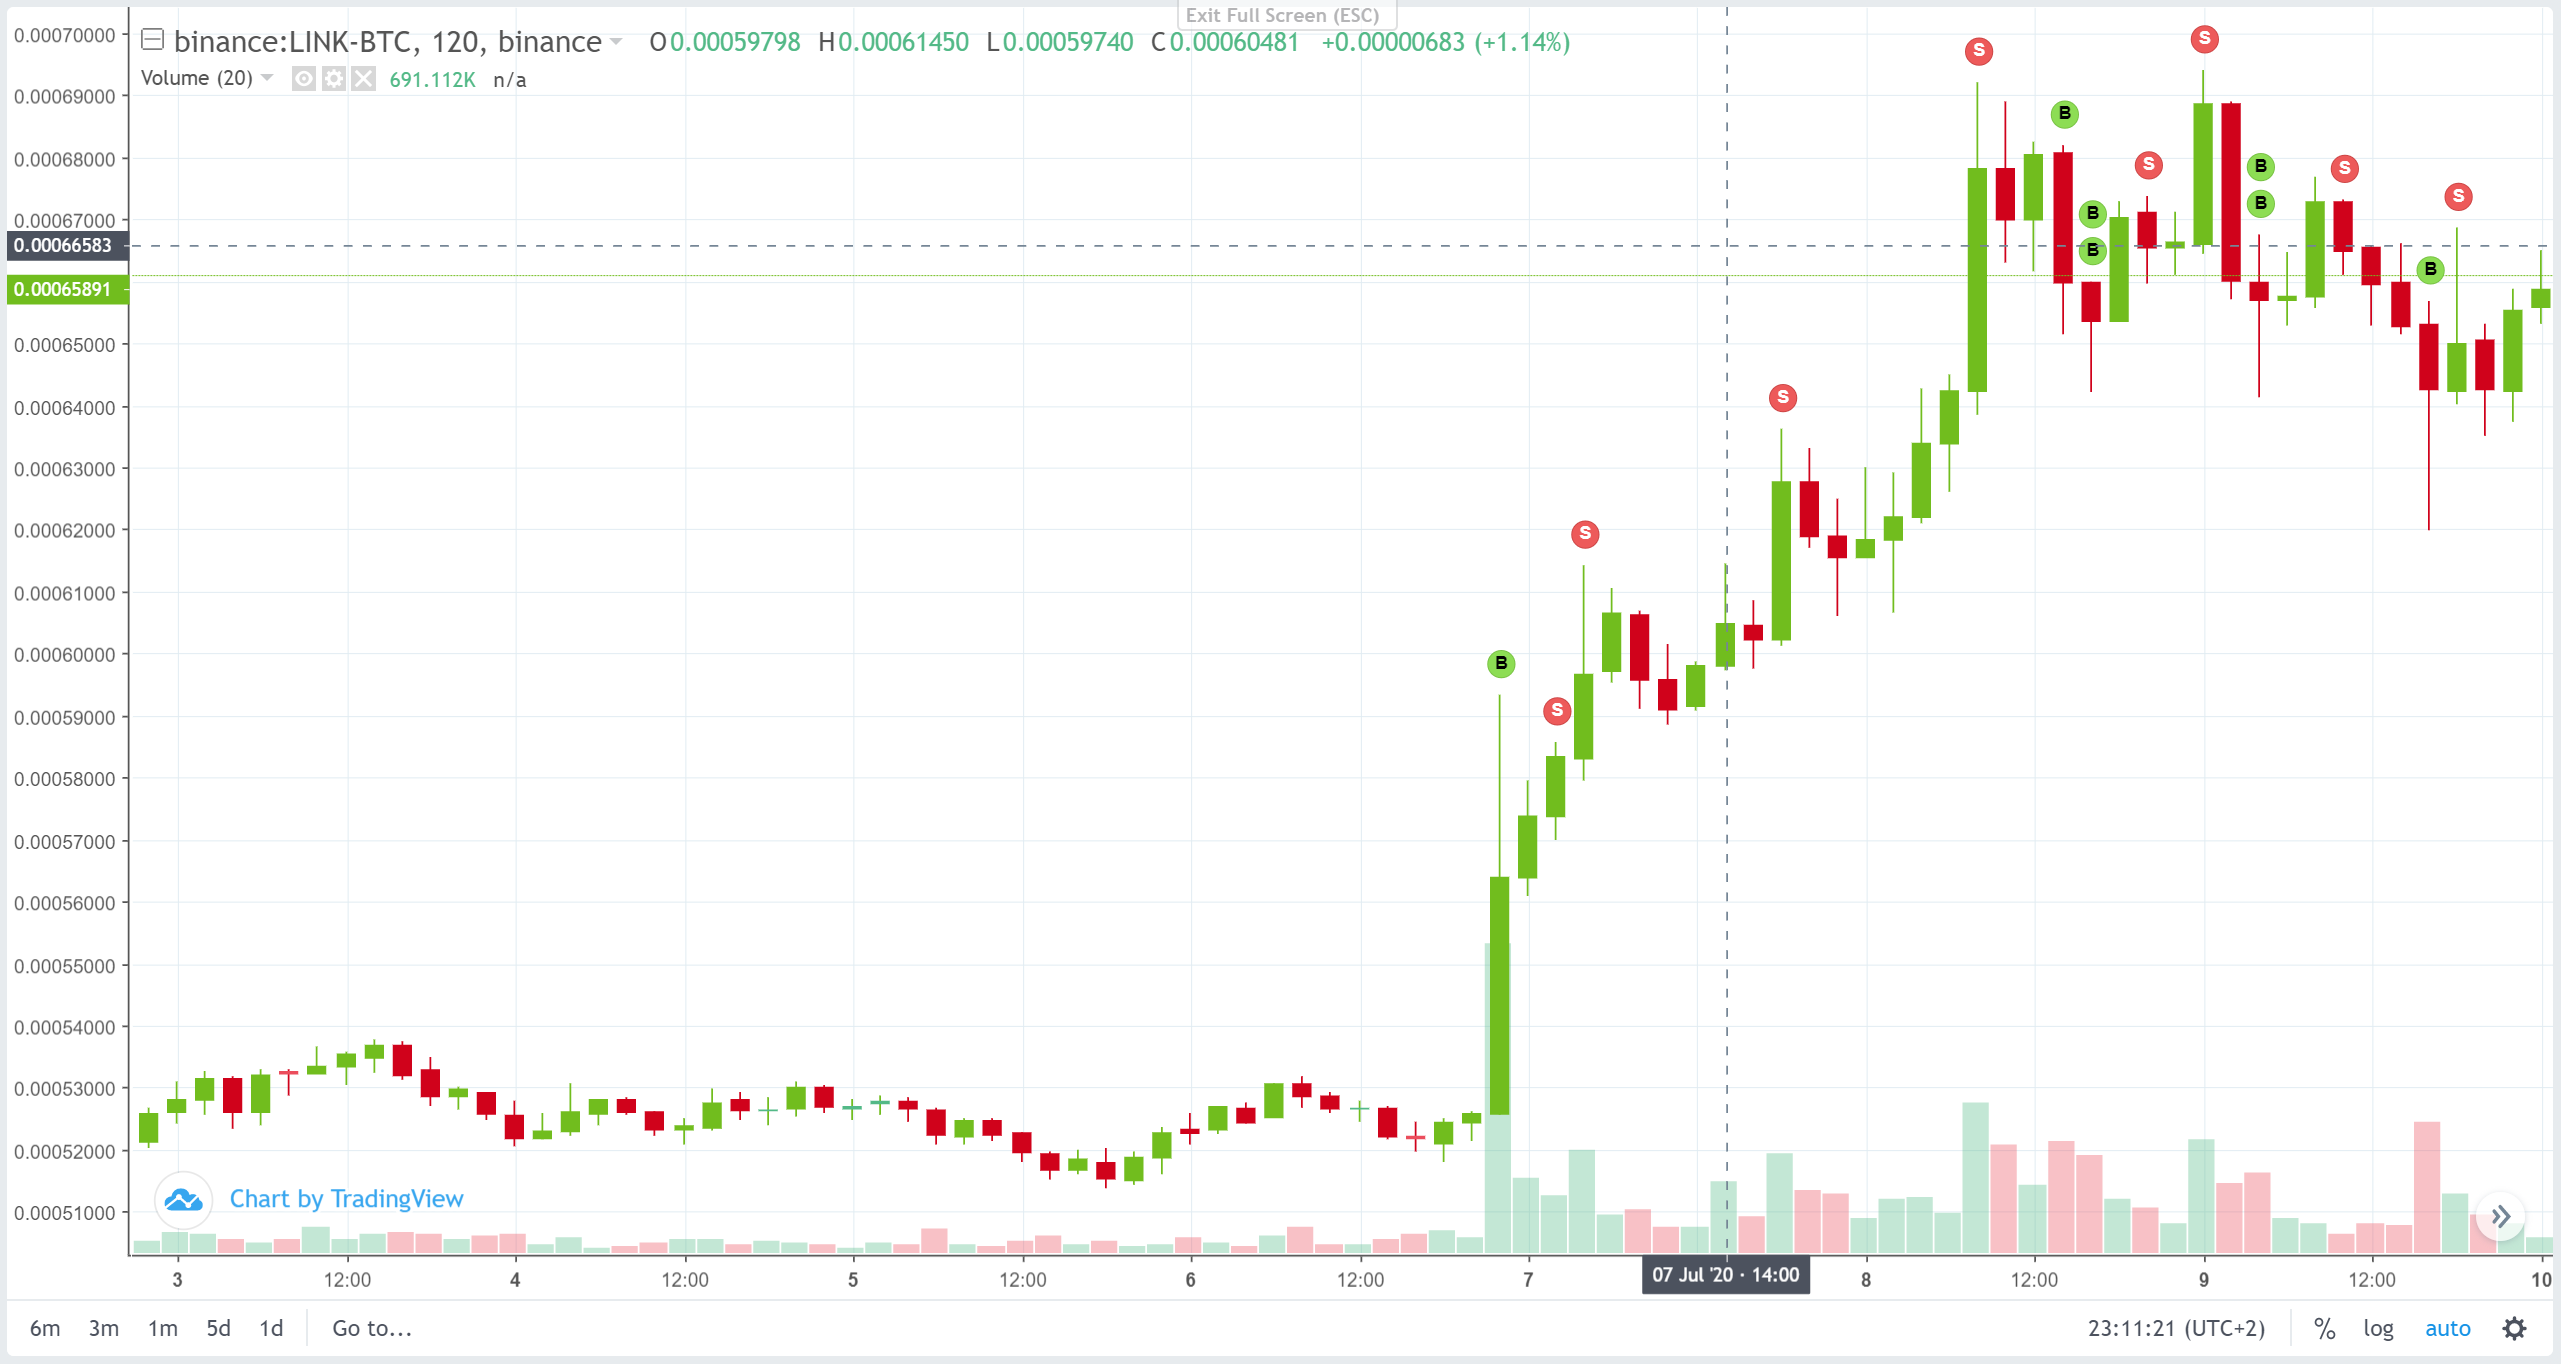 Exit Full Screen (ESC)
binance:LINK-BTC, 120, binance O0.00059798 H0.00061450 L0.00059740 C0.00060481 +0.00000683 (+1.14%)
Volume (20) 691.112K n/a
0.00070000
0.00069000
0.00068000
0.00067000
0.00066583
0.00065891
0.00065000
0.00064000
0.00063000
0.00062000
0.00061000
0.00060000
0.00059000
0.00058000
0.00057000
0.00056000
0.00055000
0.00054000
0.00053000
0.00052000
0.00051000
S
S
B
S
B
S
B
S
B
B
B
S
B
S
S
B
S
Chart by TradingView
3 12:00 4 12:00 5 12:00 6 12:00 7 07 Jul '20 · 14:00 8 12:00 9 12:00 10
6m 3m 1m 5d 1d Go to... 23:11:21 (UTC+2) % log auto